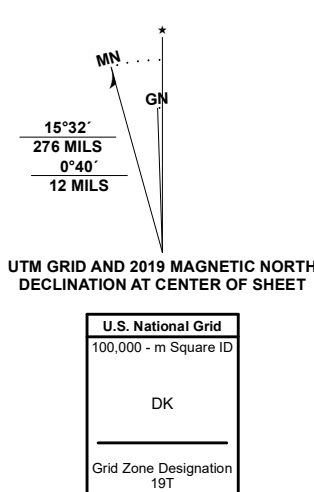 ★
MN
GN
15°32´
276 MILS
0°40´
12 MILS
UTM GRID AND 2019 MAGNETIC NORTH
DECLINATION AT CENTER OF SHEET
U.S. National Grid
100,000 - m Square ID
DK
Grid Zone Designation
19T